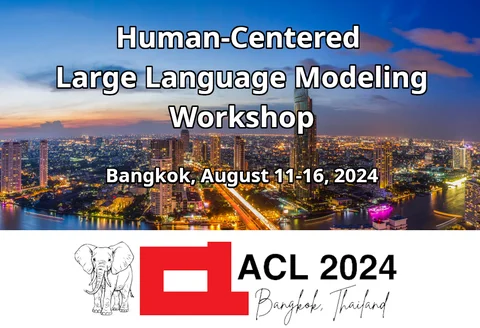 Human-Centered
Large Language Modeling
Workshop
Bangkok, August 11-16, 2024
ACL 2024
Bangkok, Thailand